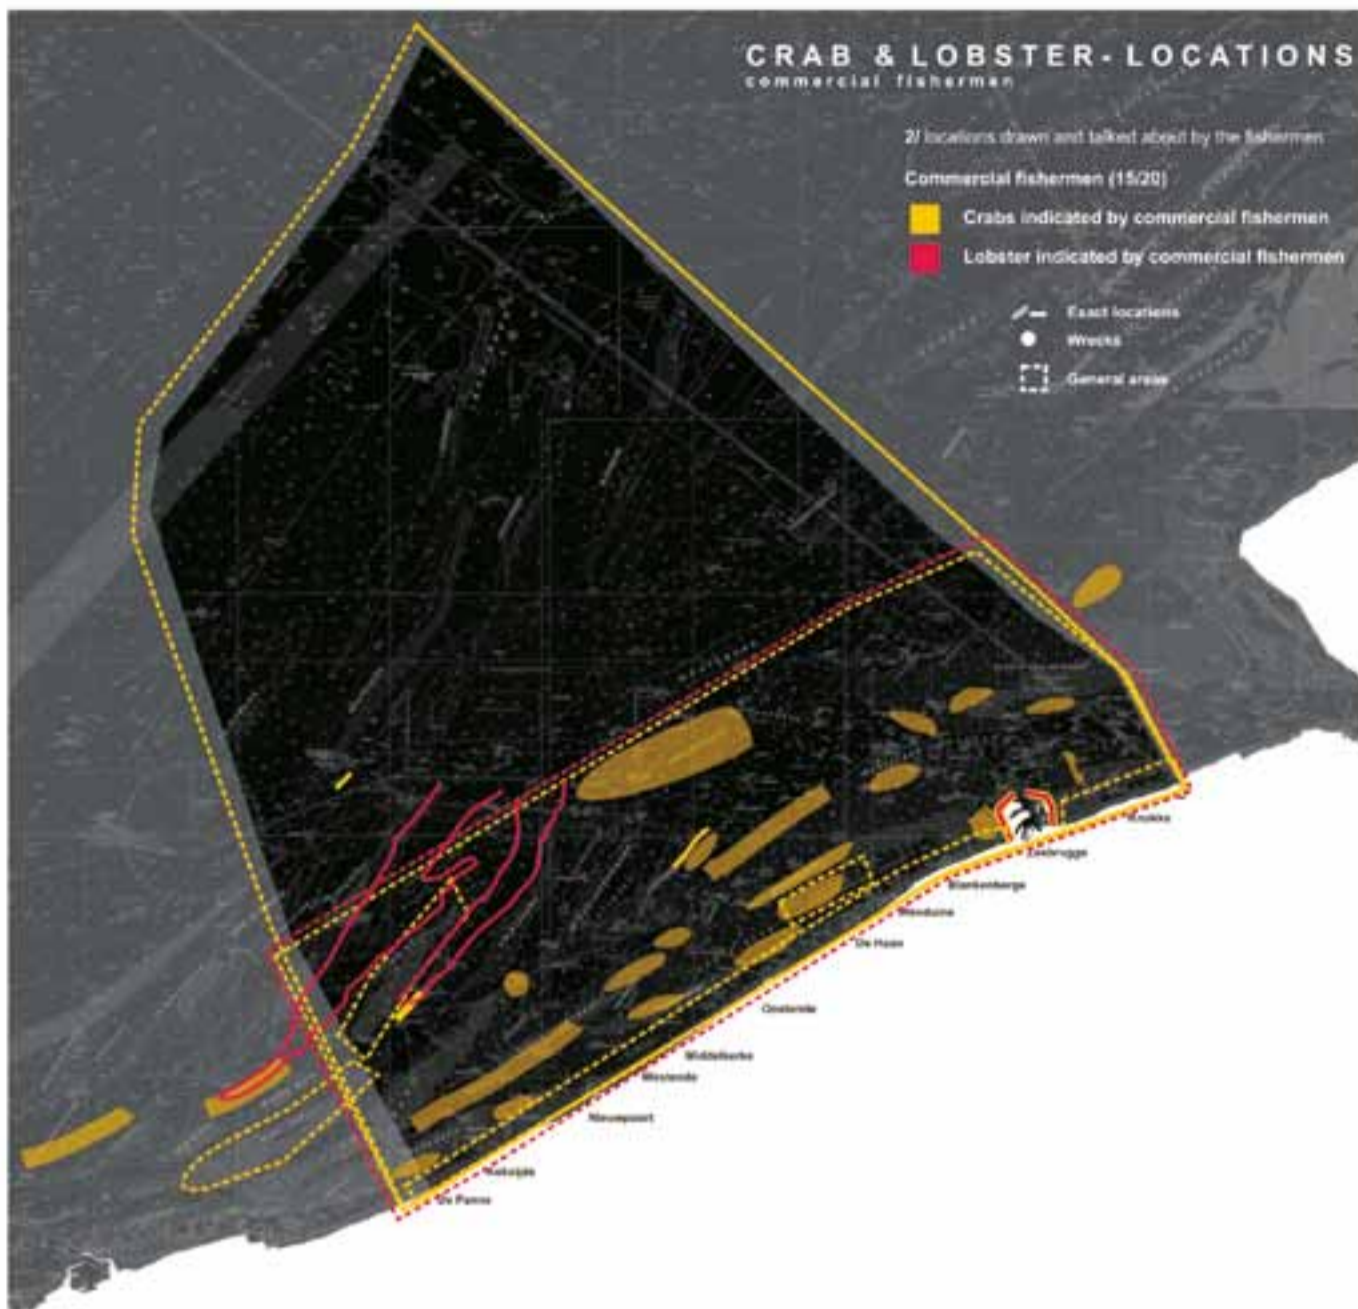 CRAB & LOBSTER - LOCATIONS
commercial fishermen
2/ locations drawn and talked about by the fishermen
Commercial fishermen (15/20)
Crabs indicated by commercial fishermen
Lobster indicated by commercial fishermen
Exact locations
Wrecks
General areas
Knokke
Zeebrugge
Blankenberge
Wenduine
De Haan
Oostende
Middelkerke
Westende
Nieuwpoort
Koksijde
De Panne